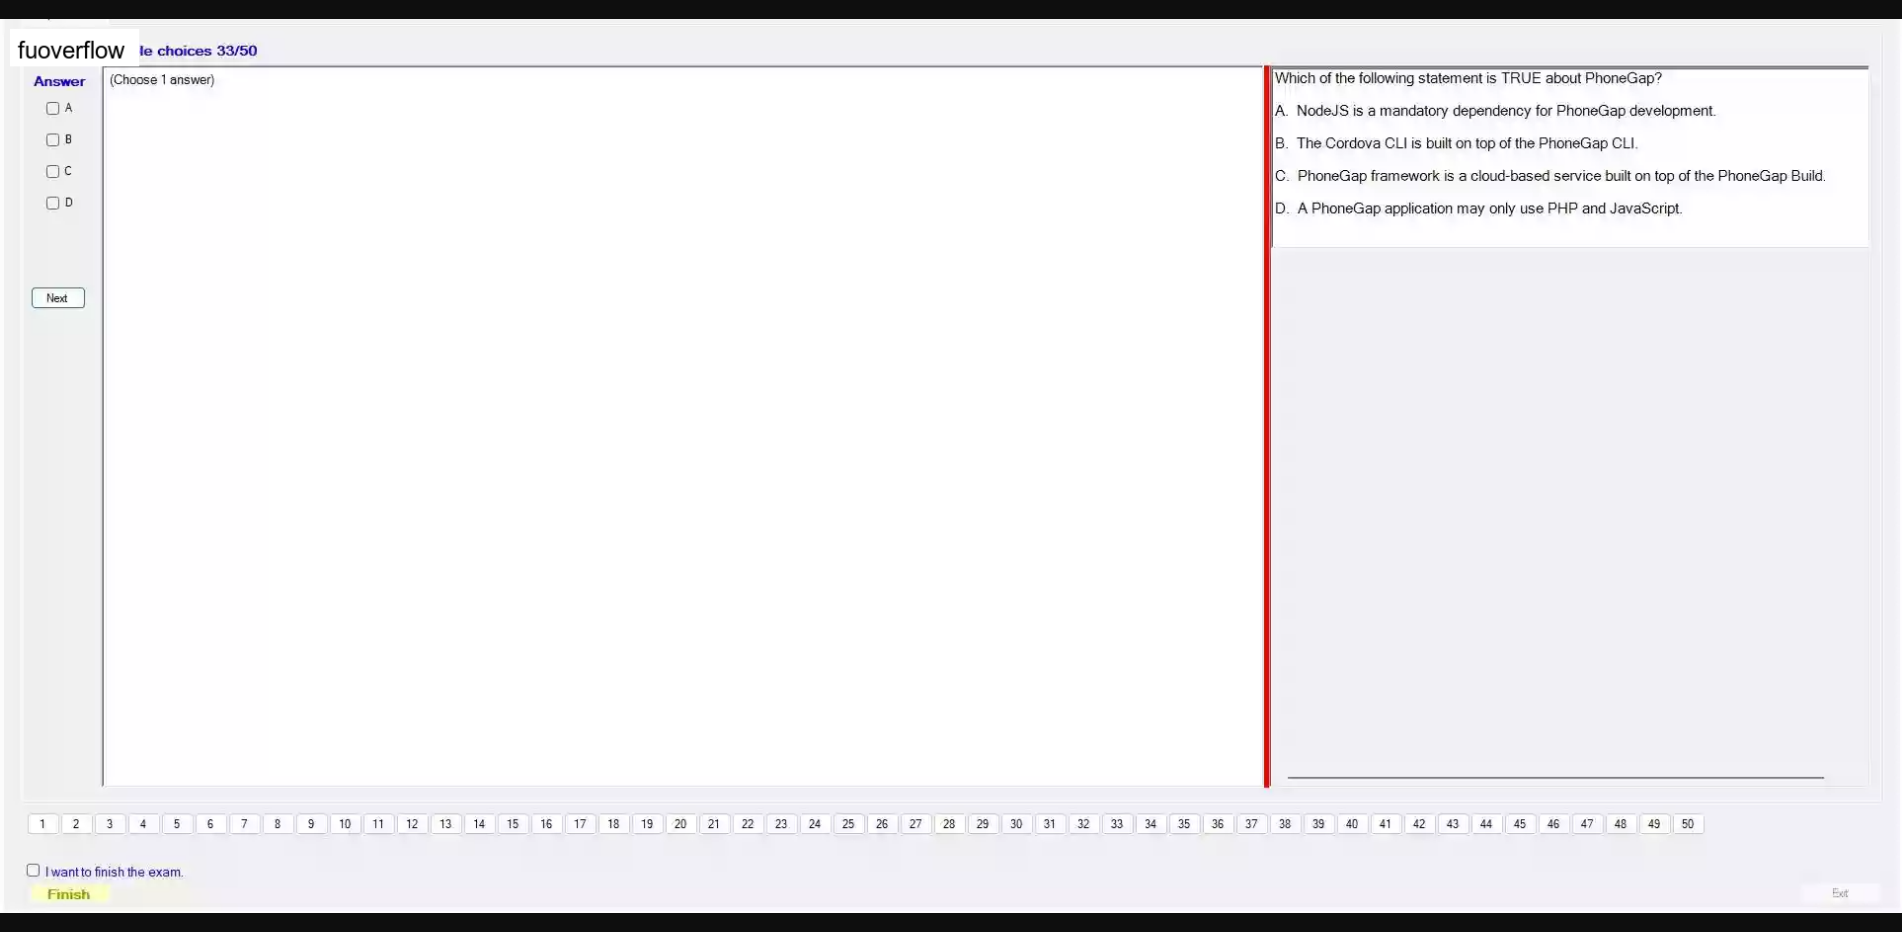 fuoverflow le choices 33/50
Answer
(Choose 1 answer)
A
B
C
D
Next
Which of the following statement is TRUE about PhoneGap?
A. NodeJS is a mandatory dependency for PhoneGap development.
B. The Cordova CLI is built on top of the PhoneGap CLI.
C. PhoneGap framework is a cloud-based service built on top of the PhoneGap Build.
D. A PhoneGap application may only use PHP and JavaScript.
1 2 3 4 5 6 7 8 9 10 11 12 13 14 15 16 17 18 19 20 21 22 23 24 25 26 27 28 29 30 31 32 33 34 35 36 37 38 39 40 41 42 43 44 45 46 47 48 49 50
I want to finish the exam.
Finish
Exit